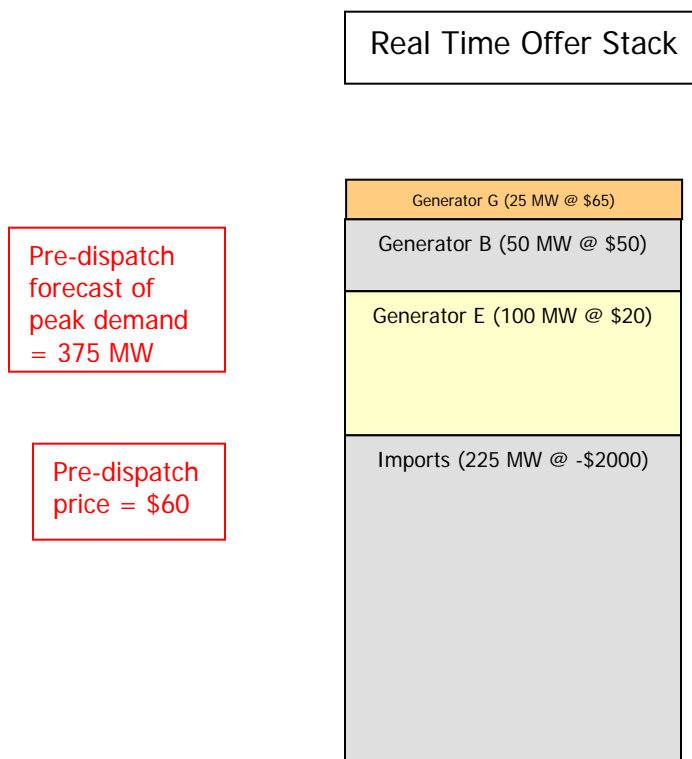 Real Time Offer Stack
Generator G (25 MW @ $65)
Generator B (50 MW @ $50)
Pre-dispatch
forecast of
peak demand
= 375 MW
Generator E (100 MW @ $20)
Imports (225 MW @ -$2000)
Pre-dispatch
price = $60